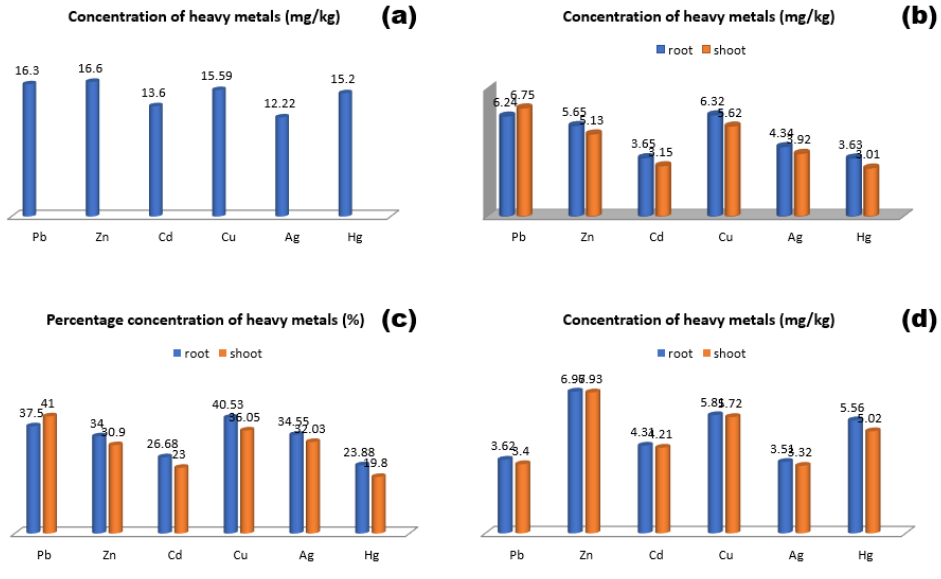 Concentration of heavy metals (mg/kg) (a)
16.3 16.6 13.6 15.59 12.22 15.2
Pb Zn Cd Cu Ag Hg
Concentration of heavy metals (mg/kg) (b)
root shoot
6.24 6.75 5.65 5.13 3.65 3.15 6.32 5.62 4.34 3.92 3.63 3.01
Pb Zn Cd Cu Ag Hg
Percentage concentration of heavy metals (%) (c)
root shoot
37.5 41 34 30.9 26.68 23 40.53 36.05 34.55 32.03 23.88 19.8
Pb Zn Cd Cu Ag Hg
Concentration of heavy metals (mg/kg) (d)
root shoot
3.62 3.4 6.93 4.31 4.21 5.72 3.51 3.32 5.56 5.02
Pb Zn Cd Cu Ag Hg